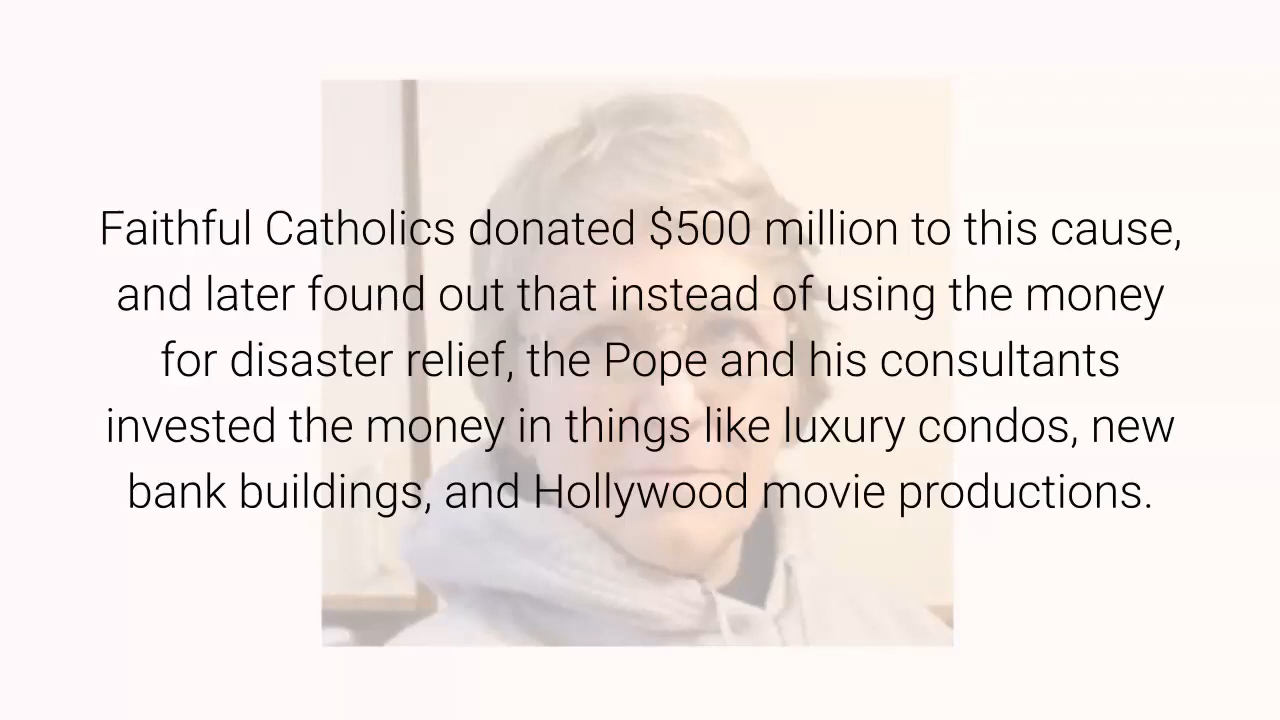 Faithful Catholics donated $500 million to this cause,
and later found out that instead of using the money
for disaster relief, the Pope and his consultants
invested the money in things like luxury condos, new
bank buildings, and Hollywood movie productions.